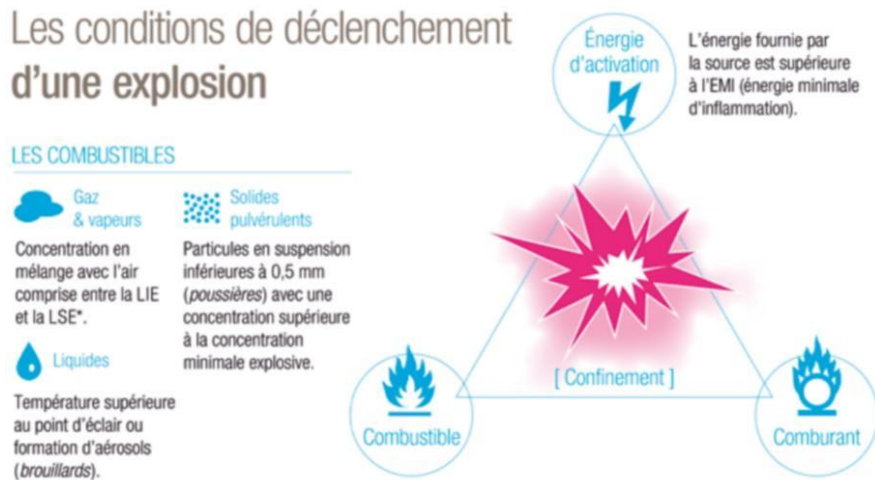 Les conditions de déclenchement
d'une explosion
LES COMBUSTIBLES
Gaz
& vapeurs
Concentration en
mélange avec l'air
comprise entre la LIE
et la LSE*.
Liquides
Température supérieure
au point d'éclair ou
formation d'aérosols
(brouillards).
Solides
pulvérulents
Particules en suspension
inférieures à 0,5 mm
(poussières) avec une
concentration supérieure
à la concentration
minimale explosive.
Énergie
d'activation
L'énergie fournie par
la source est supérieure
à l'EMI (énergie minimale
d'inflammation).
[ Confinement ]
Combustible
Comburant